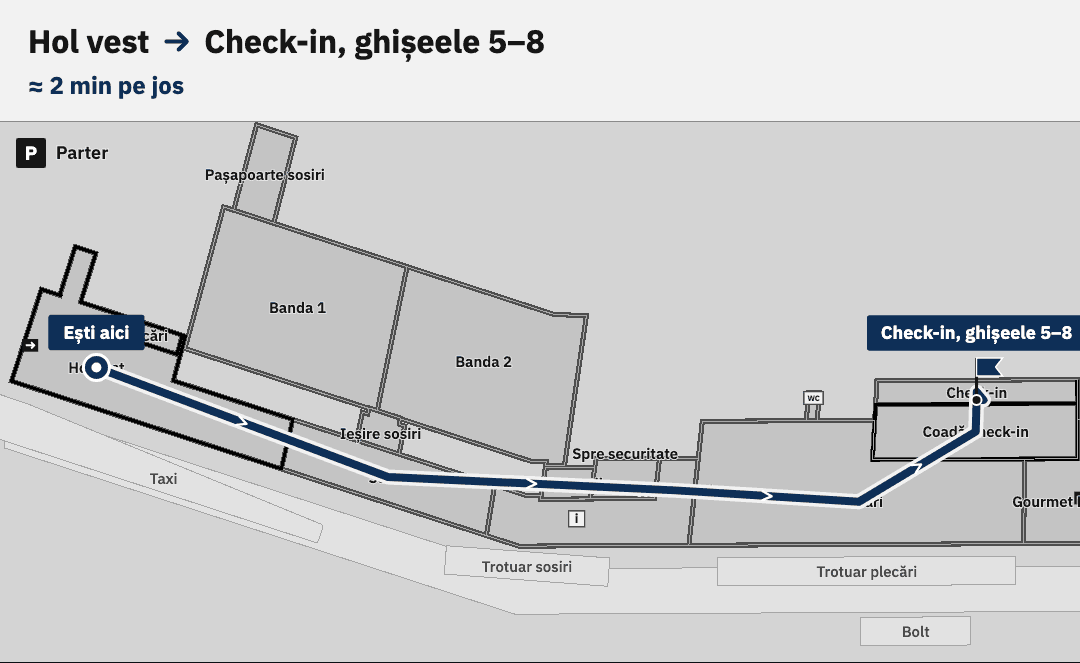 Hol vest → Check-in, ghișeele 5–8
≈ 2 min pe jos
P Parter
Pașapoarte sosiri
Banda 1
Ești aici
Banda 2
Check-in, ghișeele 5–8
wc
Ieșire sosiri
Spre securitate
Gourmet
i
Taxi
Trotuar sosiri
Trotuar plecări
Bolt